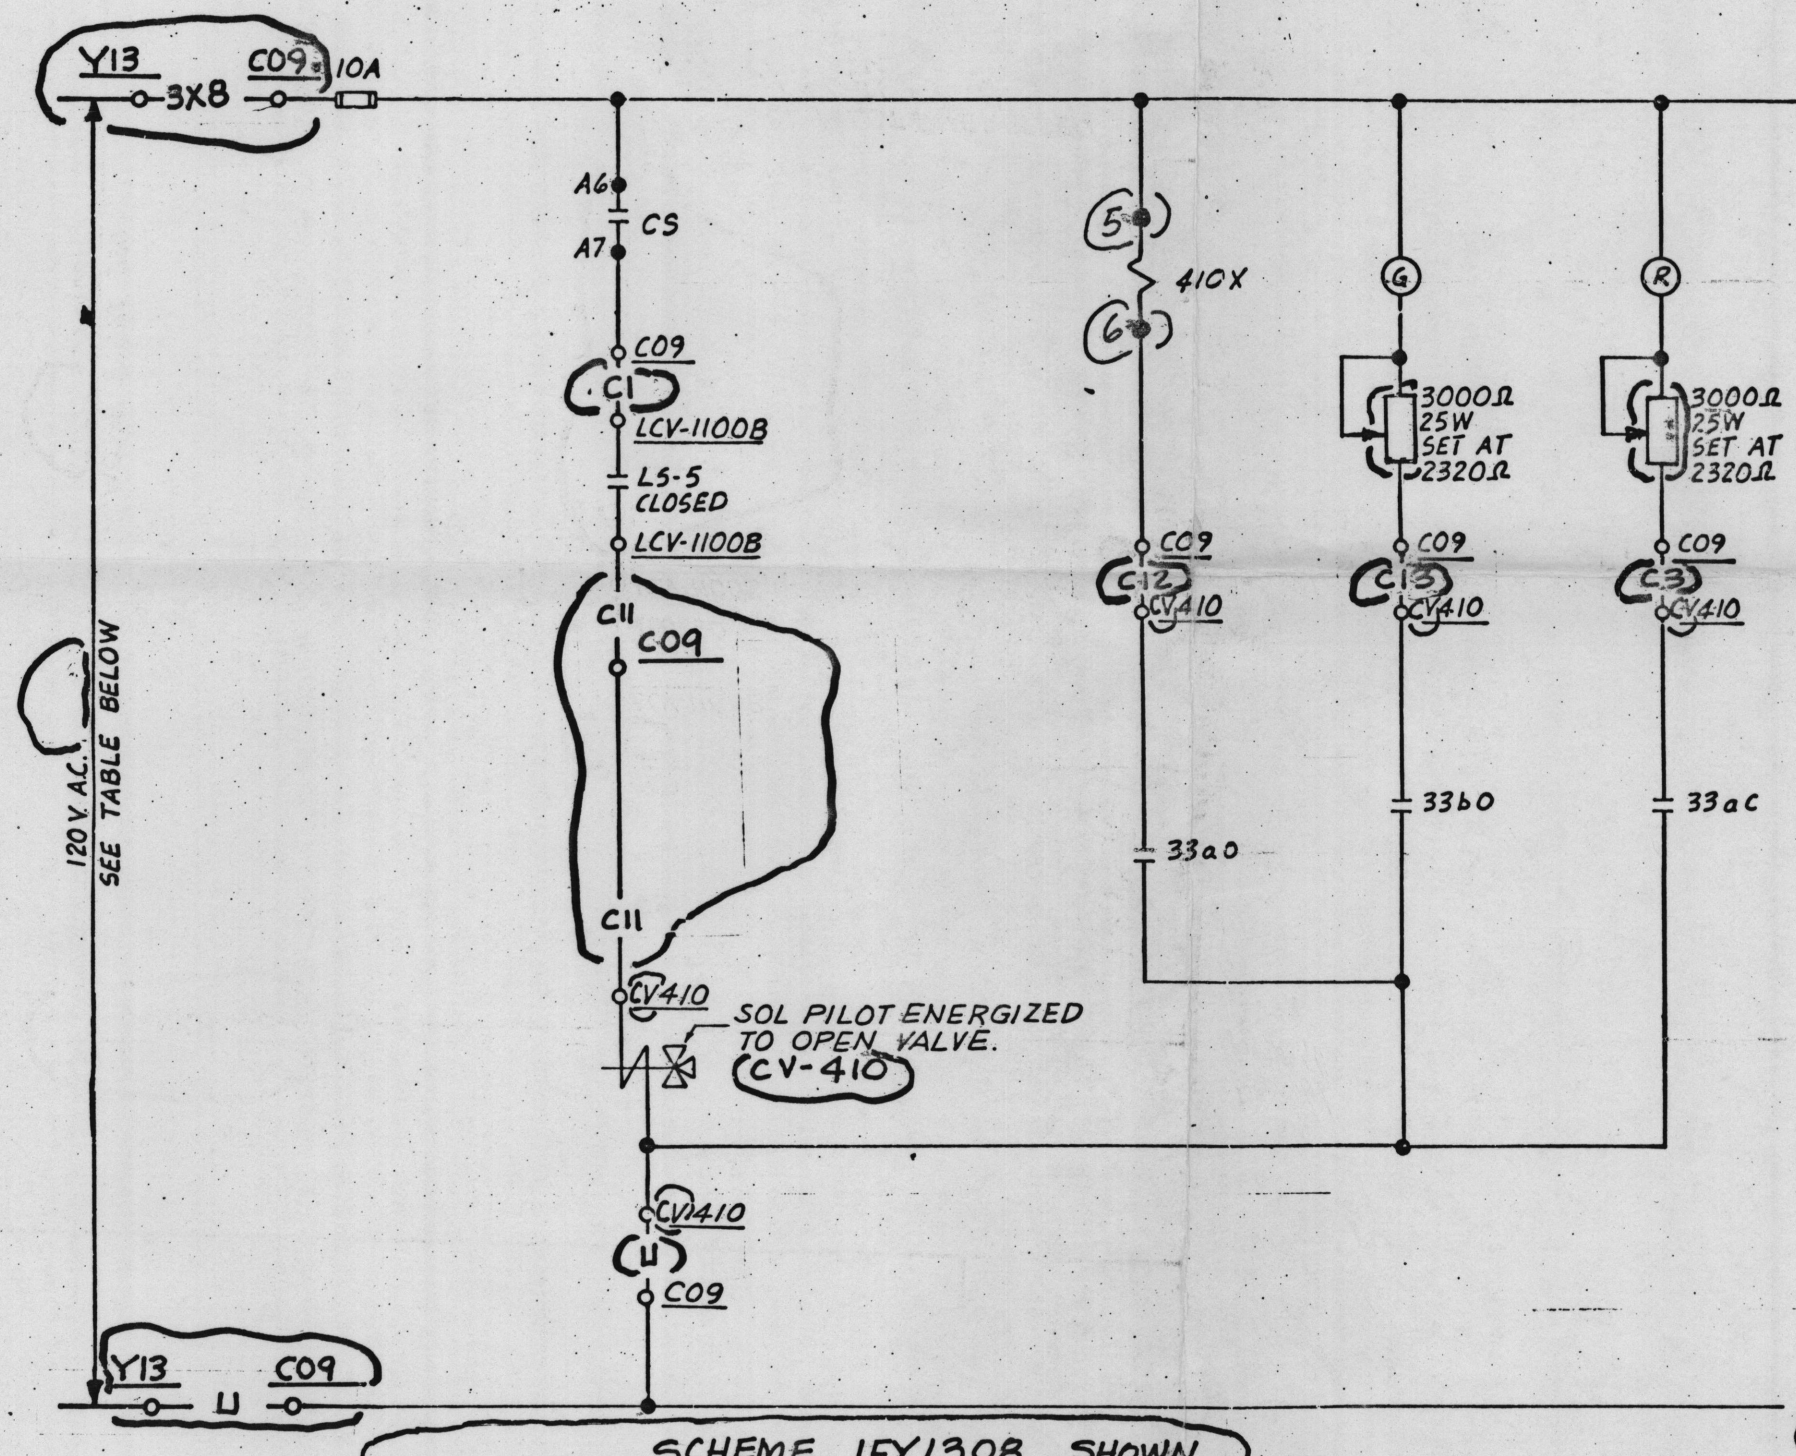 Y13
C09
10A
3X8
A6
CS
A7
5
410X
6
G
R
C09
C1
LCV-1100B
3000Ω
25W
SET AT
2320Ω
3000Ω
25W
SET AT
2320Ω
LS-5
CLOSED
LCV-1100B
C09
C12
CV410
C09
C13
CV410
C09
C3
CV410
C11
C09
120V. A.C.
SEE TABLE BELOW
33b0
33aC
33a0
C11
CV410
SOL PILOT ENERGIZED
TO OPEN VALVE.
CV-410
CV410
U
C09
Y13
C09
U
SCHEME 1FY1308 SHOWN